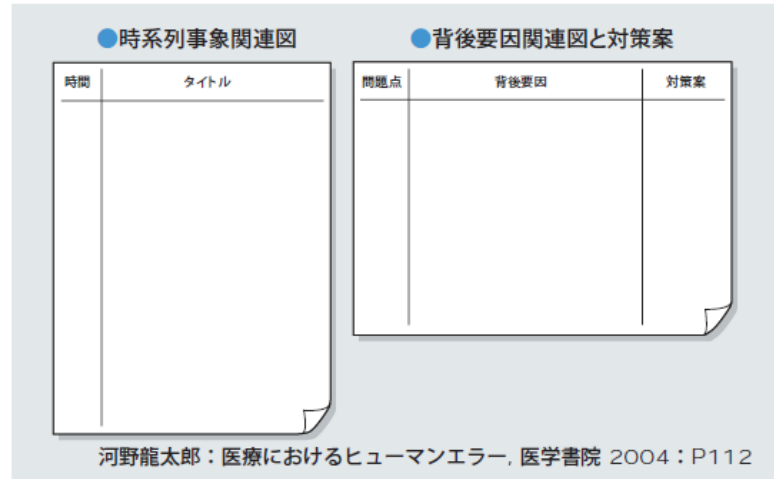 ●時系列事象関連図
●背後要因関連図と対策案
時間 タイトル
問題点 背後要因 対策案
河野龍太郎：医療におけるヒューマンエラー, 医学書院 2004：P112